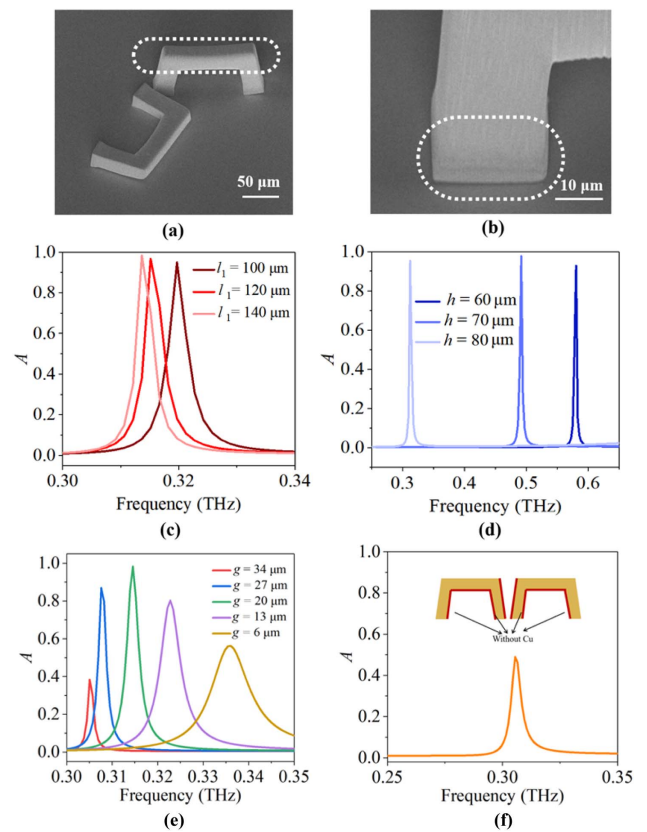 50 μm
10 μm
(a)
(b)
1.0
0.8
0.6
0.4
0.2
0.0
A
l₁ = 100 μm
l₁ = 120 μm
l₁ = 140 μm
0.30 0.32 0.34
Frequency (THz)
(c)
1.0
0.8
0.6
0.4
0.2
0.0
A
h = 60 μm
h = 70 μm
h = 80 μm
0.3 0.4 0.5 0.6
Frequency (THz)
(d)
1.0
0.8
0.6
0.4
0.2
0.0
A
g = 34 μm
g = 27 μm
g = 20 μm
g = 13 μm
g = 6 μm
0.30 0.31 0.32 0.33 0.34 0.35
Frequency (THz)
(e)
1.0
0.8
0.6
0.4
0.2
0.0
A
Without Cu
0.25 0.30 0.35
Frequency (THz)
(f)